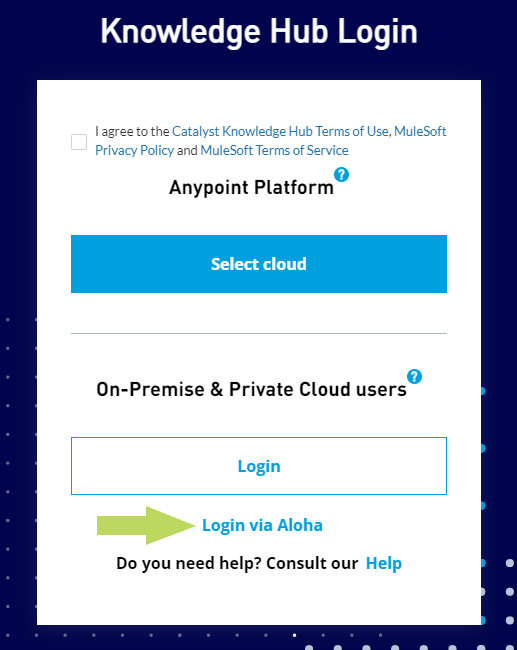 Knowledge Hub Login
I agree to the Catalyst Knowledge Hub Terms of Use, MuleSoft
Privacy Policy and MuleSoft Terms of Service
Anypoint Platform ?
Select cloud
On-Premise & Private Cloud users ?
Login
Login via Aloha
Do you need help? Consult our Help